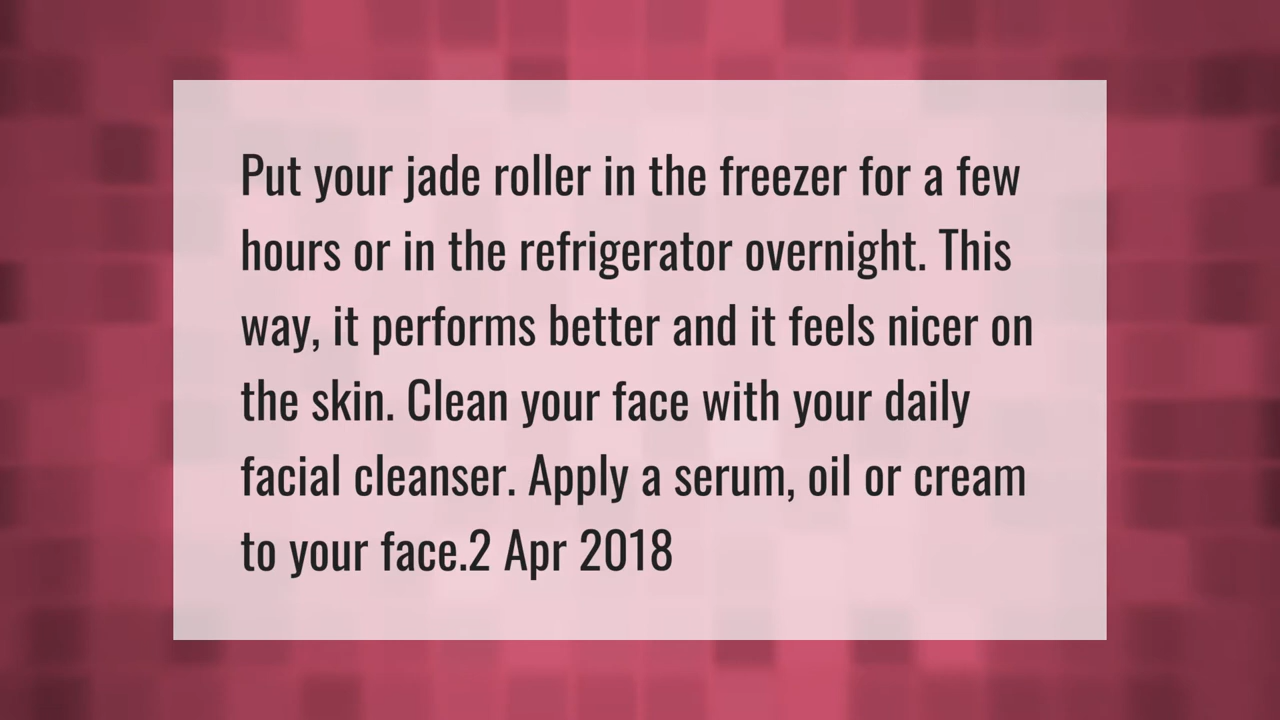 Put your jade roller in the freezer for a few
hours or in the refrigerator overnight. This
way, it performs better and it feels nicer on
the skin. Clean your face with your daily
facial cleanser. Apply a serum, oil or cream
to your face.2 Apr 2018